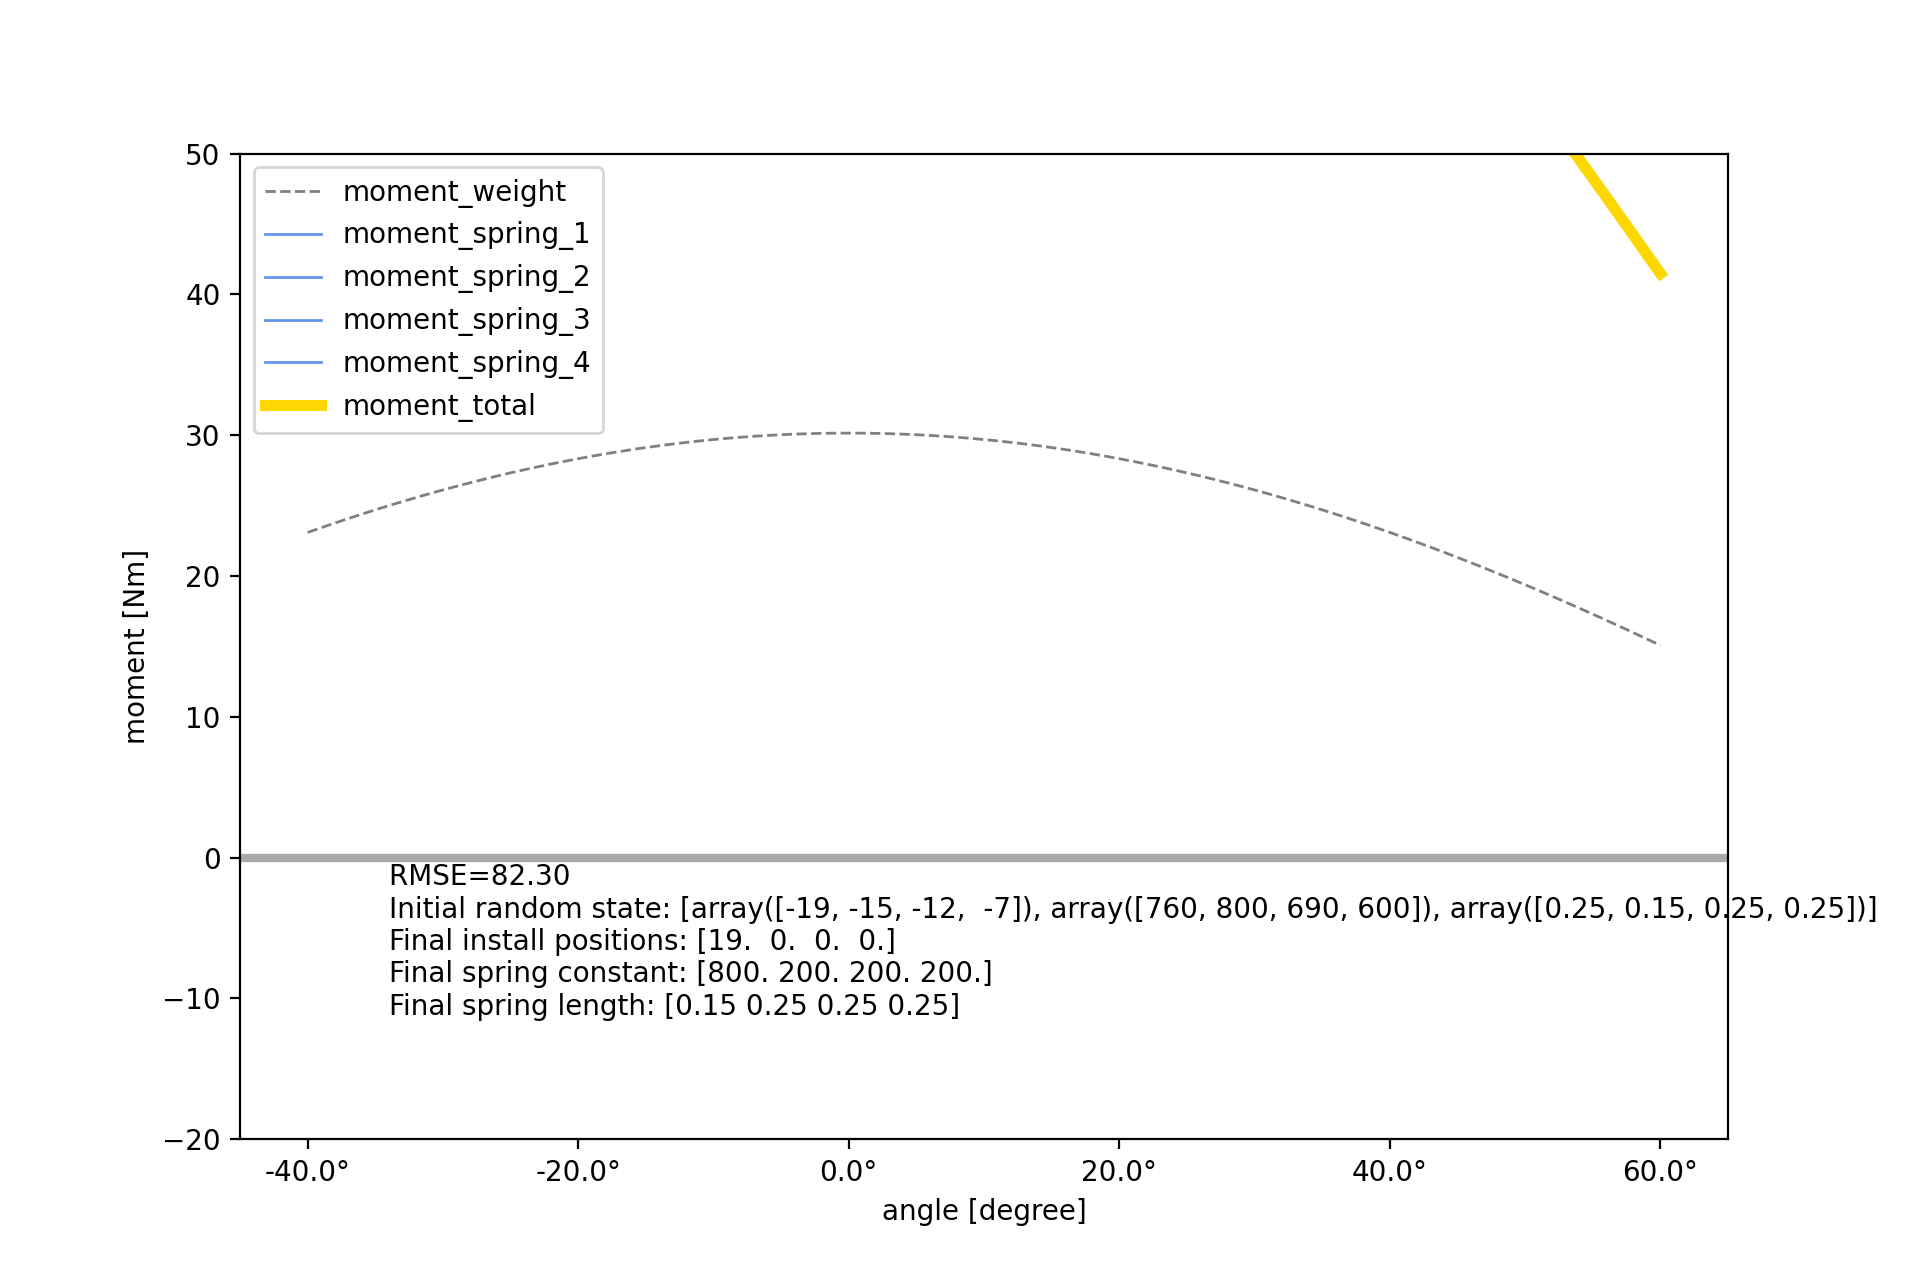 50
40
30
20
10
0
−10
−20
moment [Nm]
moment_weight
moment_spring_1
moment_spring_2
moment_spring_3
moment_spring_4
moment_total
RMSE=82.30
Initial random state: [array([-19, -15, -12,  -7]), array([760, 800, 690, 600]), array([0.25, 0.15, 0.25, 0.25])]
Final install positions: [19.  0.  0.  0.]
Final spring constant: [800. 200. 200. 200.]
Final spring length: [0.15 0.25 0.25 0.25]
-40.0° -20.0° 0.0° 20.0° 40.0° 60.0°
angle [degree]